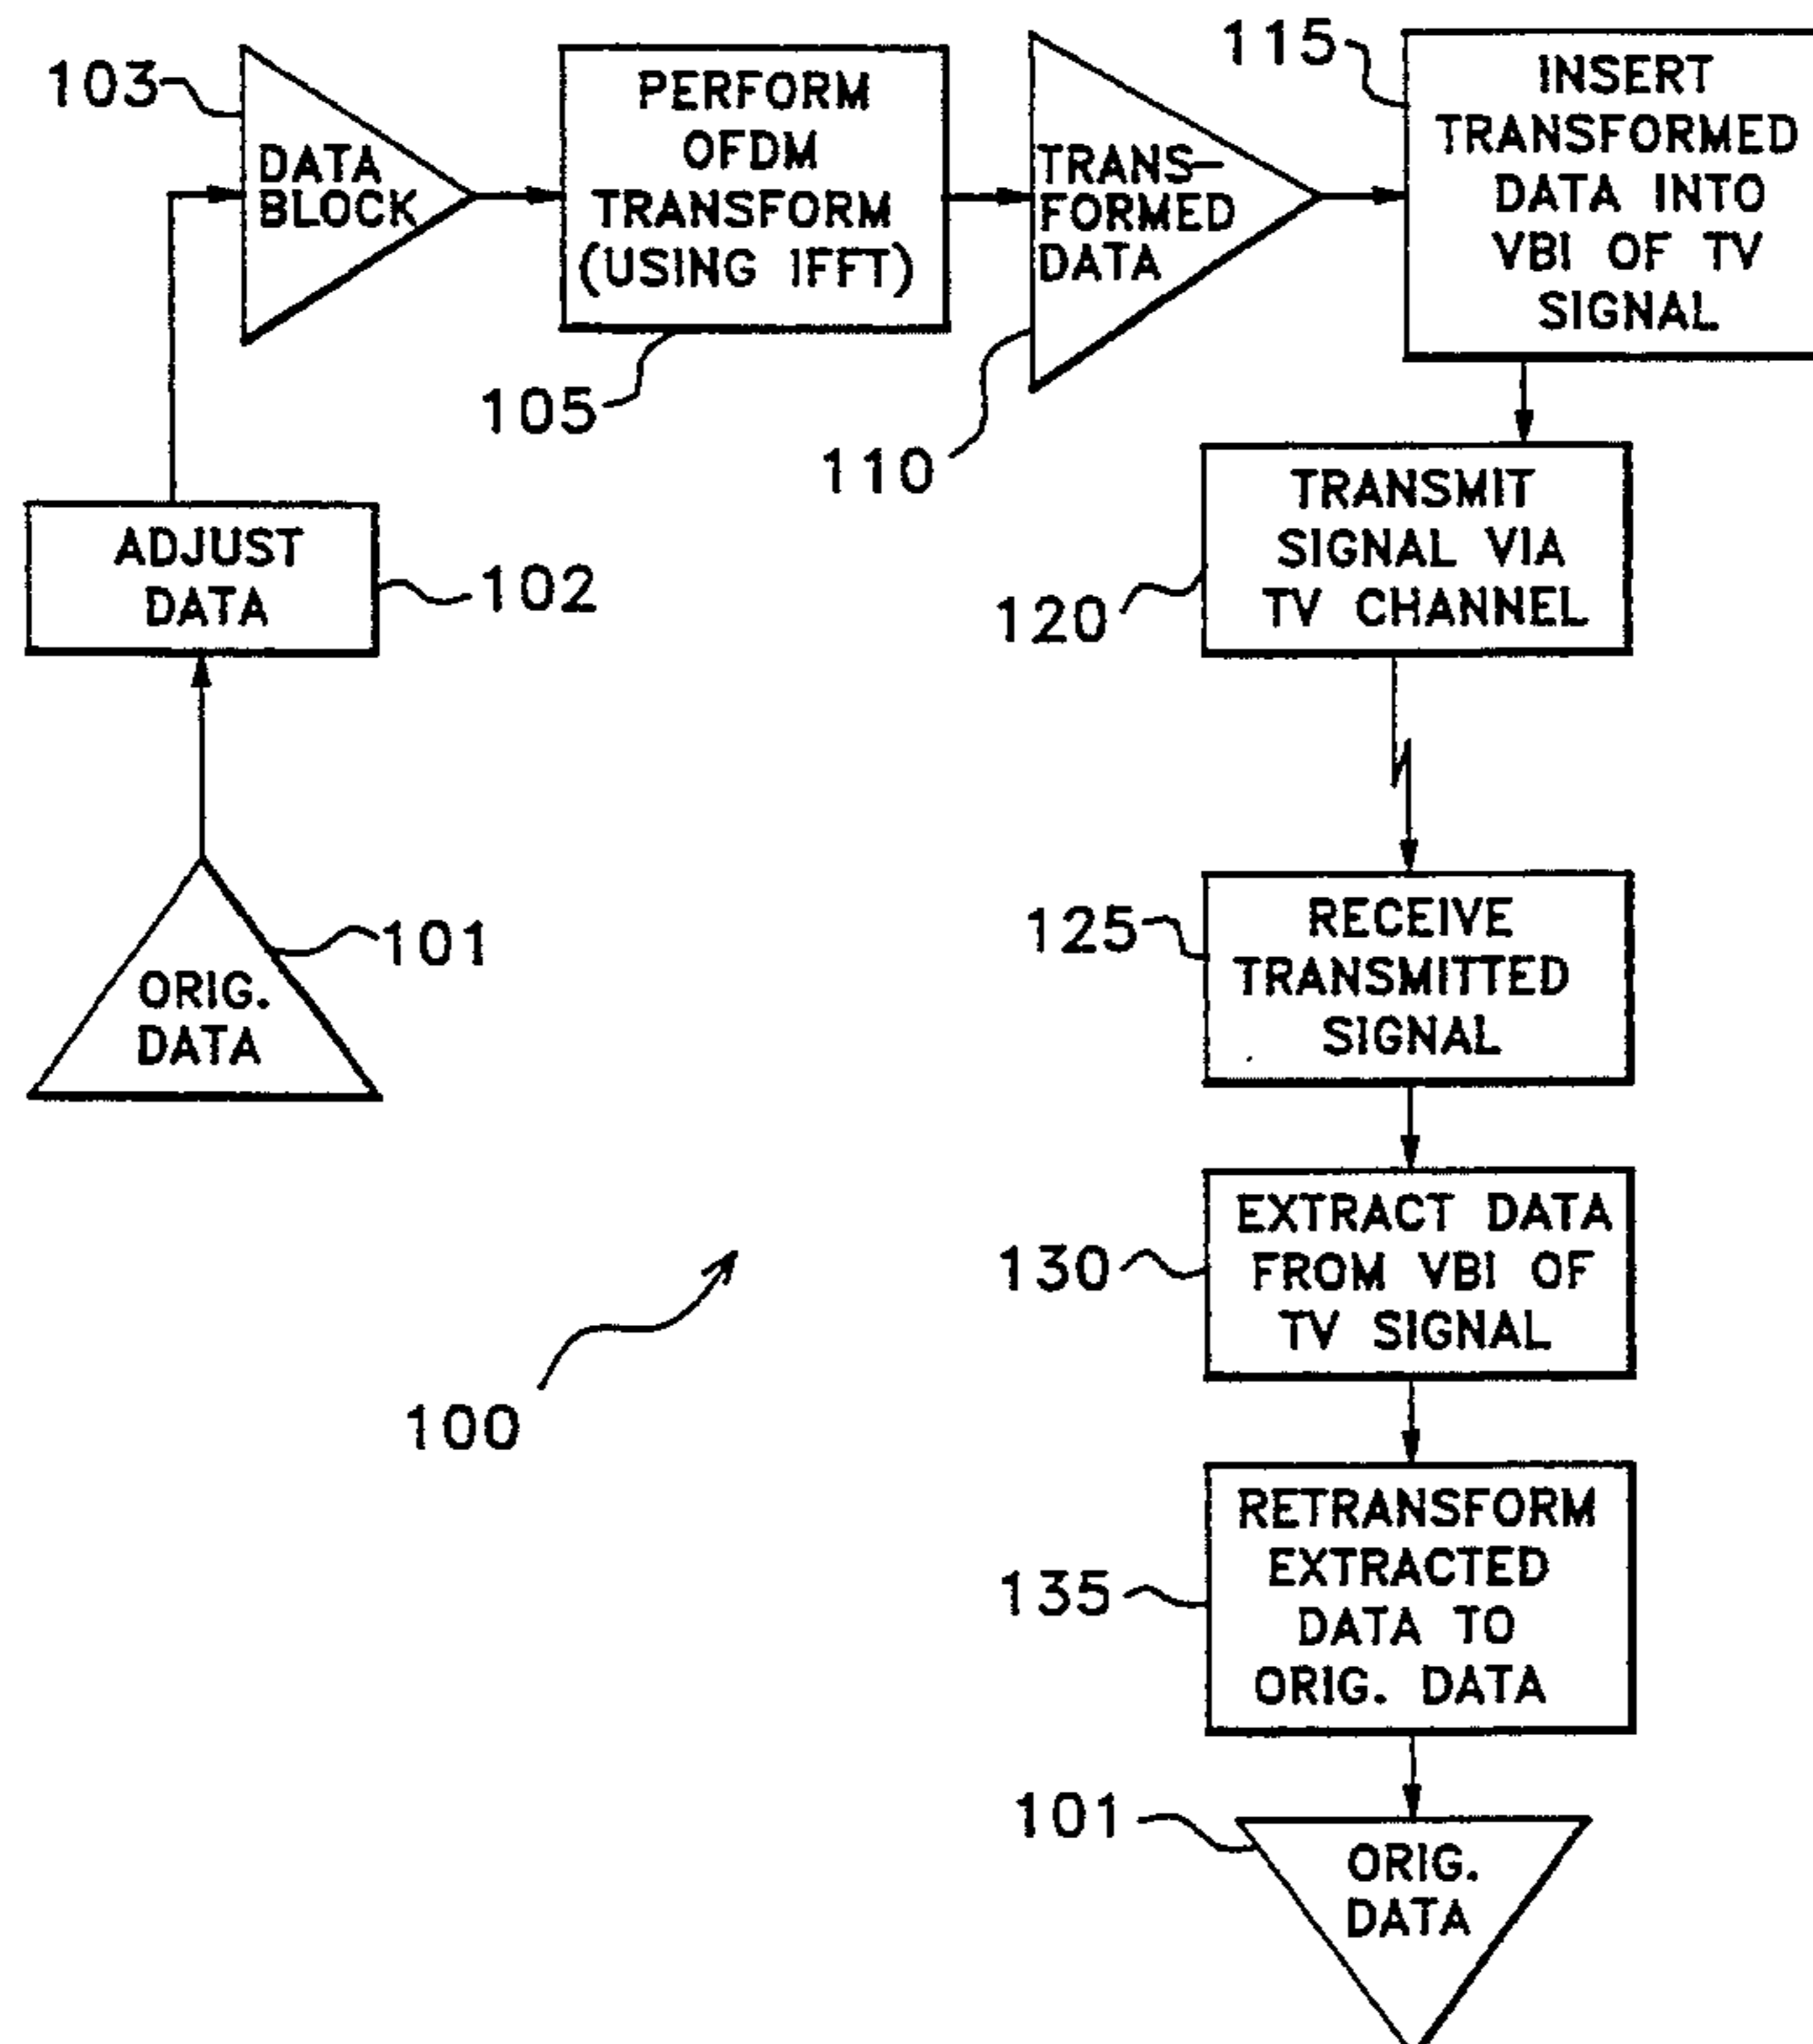 103
DATA
BLOCK
PERFORM
OFDM
TRANSFORM
(USING IFFT)
105
TRANS-
FORMED
DATA
110
115
INSERT
TRANSFORMED
DATA INTO
VBI OF TV
SIGNAL
ADJUST
DATA
102
TRANSMIT
SIGNAL VIA
TV CHANNEL
120
ORIG.
DATA
101
125
RECEIVE
TRANSMITTED
SIGNAL
130
EXTRACT DATA
FROM VBI OF
TV SIGNAL
100
135
RETRANSFORM
EXTRACTED
DATA TO
ORIG. DATA
101
ORIG.
DATA